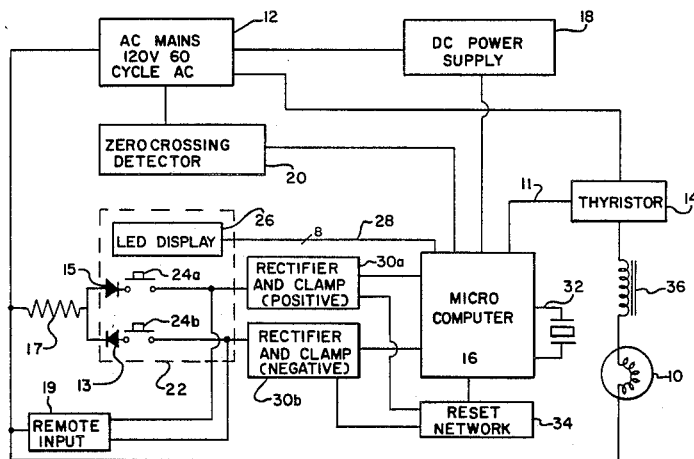 12
AC MAINS
120V 60
CYCLE AC
18
DC POWER
SUPPLY
ZERO CROSSING
DETECTOR
20
11
THYRISTOR
14
26
LED DISPLAY
8
28
15
24a
30a
RECTIFIER
AND CLAMP
(POSITIVE)
MICRO
COMPUTER
16
32
36
17
24b
RECTIFIER
AND CLAMP
(NEGATIVE)
30b
13
22
10
19
REMOTE
INPUT
RESET
NETWORK
34